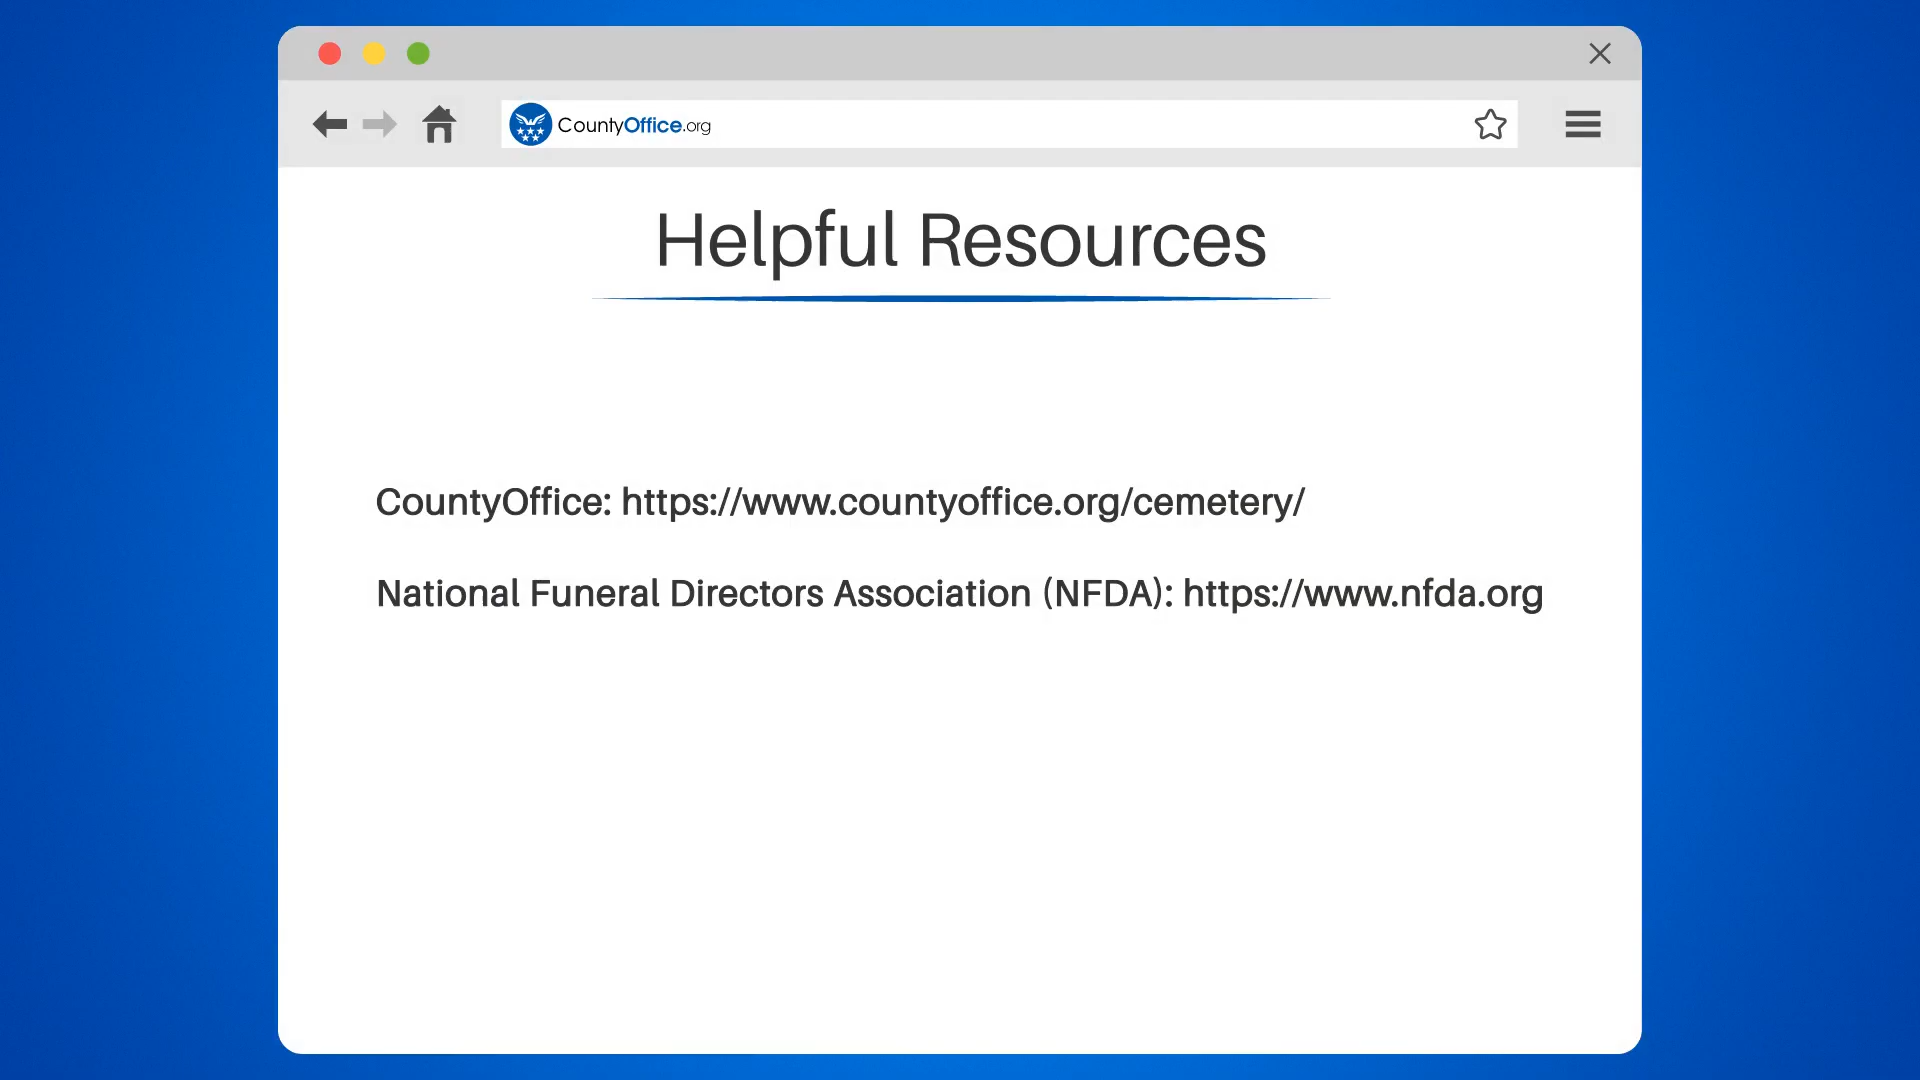 CountyOffice.org
Helpful Resources
CountyOffice: https://www.countyoffice.org/cemetery/
National Funeral Directors Association (NFDA): https://www.nfda.org